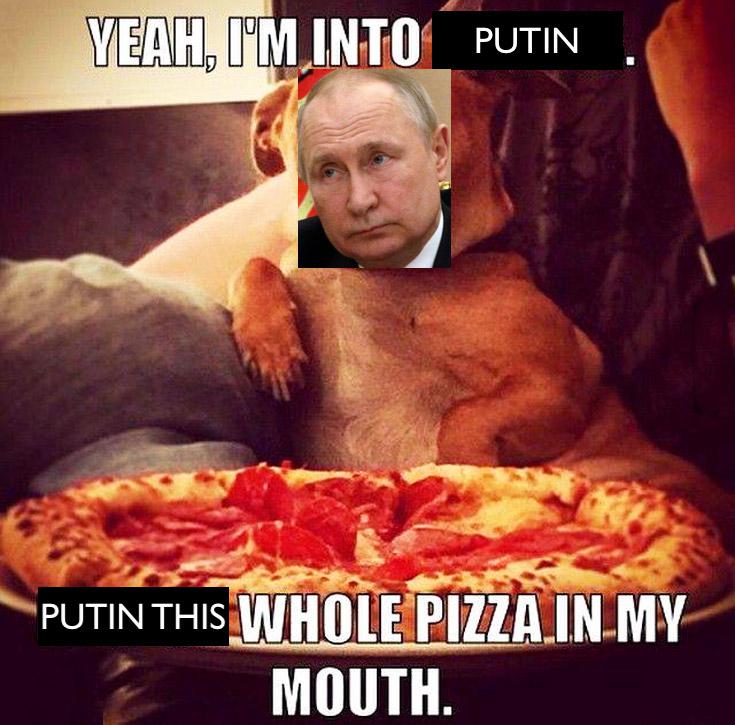 YEAH, I'M INTO PUTIN.
PUTIN THIS WHOLE PIZZA IN MY
MOUTH.